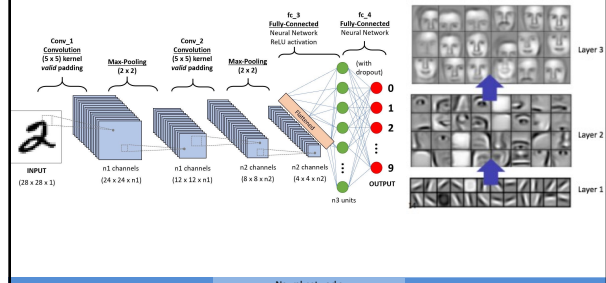 fc_3
Fully-Connected
Neural Network
ReLU activation
fc_4
Fully-Connected
Neural Network
Conv_1
Convolution
(5 x 5) kernel
valid padding
Max-Pooling
(2 x 2)
Conv_2
Convolution
(5 x 5) kernel
valid padding
Max-Pooling
(2 x 2)
(with
dropout)
Flattened
0
1
2
9
INPUT
(28 x 28 x 1)
n1 channels
(24 x 24 x n1)
n1 channels
(12 x 12 x n1)
n2 channels
(8 x 8 x n2)
n2 channels
(4 x 4 x n2)
n3 units
OUTPUT
Layer 3
Layer 2
Layer 1